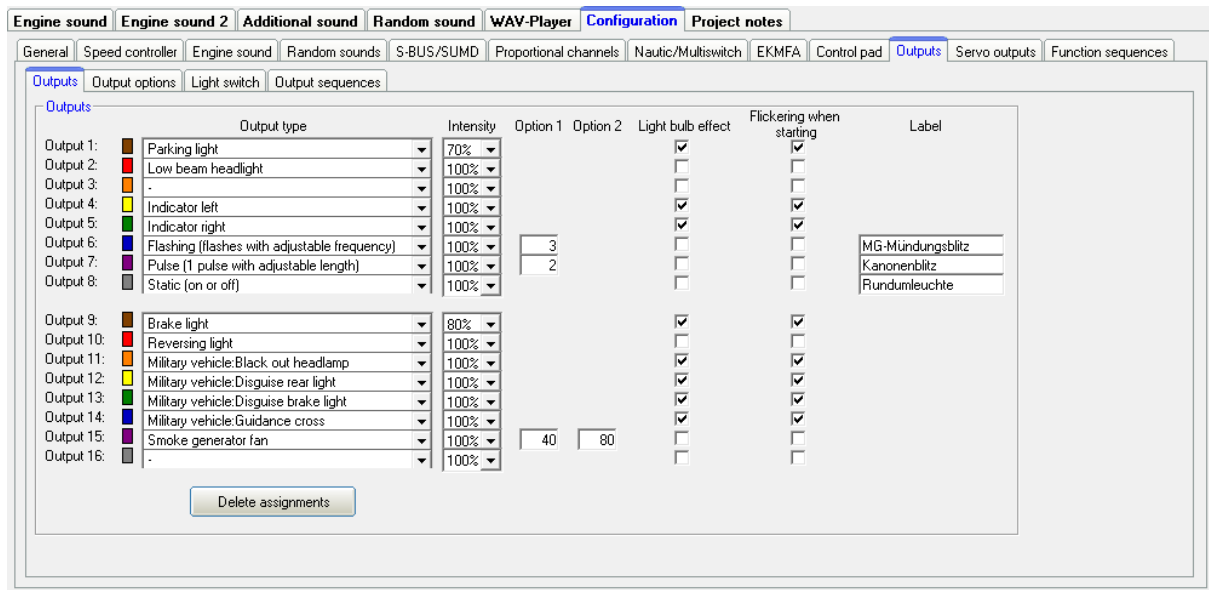 Engine sound Engine sound 2 Additional sound Random sound WAV-Player Configuration Project notes
General Speed controller Engine sound Random sounds S-BUS/SUMD Proportional channels Nautic/Multiswitch EKMFA Control pad Outputs Servo outputs Function sequences
Outputs Output options Light switch Output sequences
Outputs
Output type Intensity Option 1 Option 2 Light bulb effect Flickering when starting Label
Output 1: Parking light 70%
Output 2: Low beam headlight 100%
Output 3: - 100%
Output 4: Indicator left 100%
Output 5: Indicator right 100%
Output 6: Flashing (flashes with adjustable frequency) 100% 3 MG-Mündungsblitz
Output 7: Pulse (1 pulse with adjustable length) 100% 2 Kanonenblitz
Output 8: Static (on or off) 100% Rundumleuchte
Output 9: Brake light 80%
Output 10: Reversing light 100%
Output 11: Military vehicle:Black out headlamp 100%
Output 12: Military vehicle:Disguise rear light 100%
Output 13: Military vehicle:Disguise brake light 100%
Output 14: Military vehicle:Guidance cross 100%
Output 15: Smoke generator fan 100% 40 80
Output 16: - 100%
Delete assignments